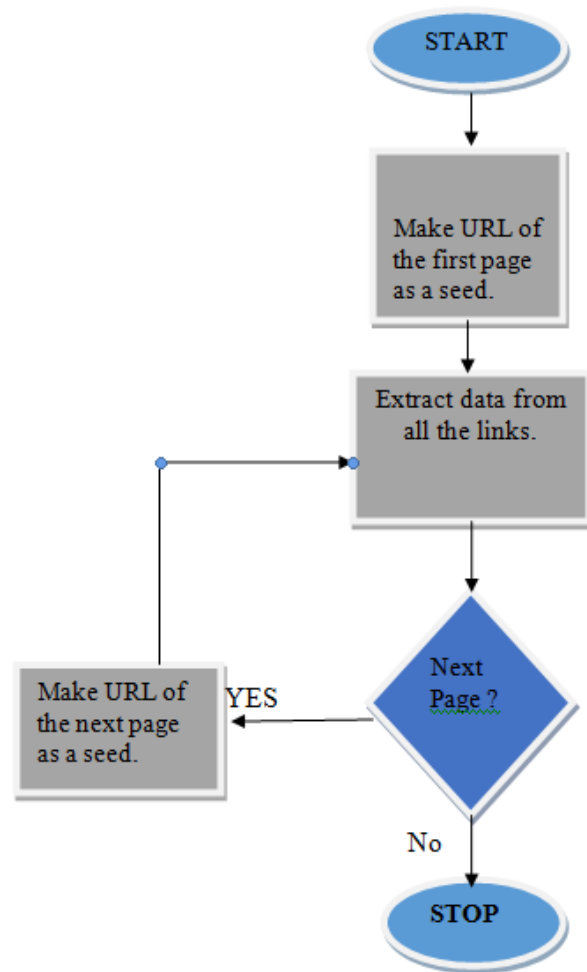 START
Make URL of
the first page
as a seed.
Extract data from
all the links.
Next
Page ?
YES
Make URL of
the next page
as a seed.
No
STOP